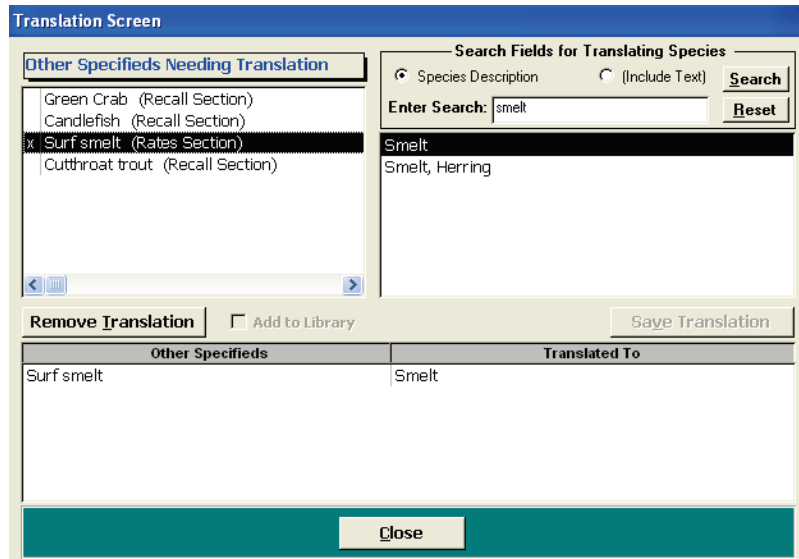 Translation Screen
Other Specifieds Needing Translation
Green Crab (Recall Section)
Candlefish (Recall Section)
x Surf smelt (Rates Section)
Cutthroat trout (Recall Section)
Search Fields for Translating Species
Species Description (Include Text) Search
Enter Search: smelt Reset
Smelt
Smelt, Herring
Remove Translation Add to Library Save Translation
Other Specifieds Translated To
Surf smelt Smelt
Close